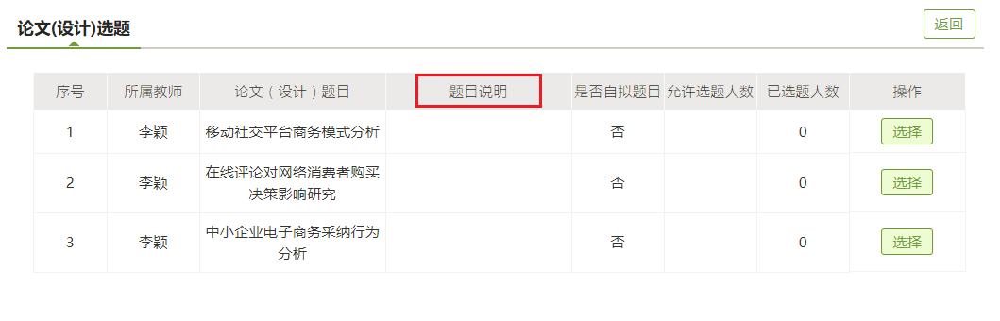 论文(设计)选题
返回
序号 所属教师 论文（设计）题目 题目说明 是否自拟题目 允许选题人数 已选题人数 操作
1 李颖 移动社交平台商务模式分析 否 0 选择
在线评论对网络消费者购买
2 李颖 否 0 选择
决策影响研究
中小企业电子商务采纳行为
3 李颖 否 0 选择
分析